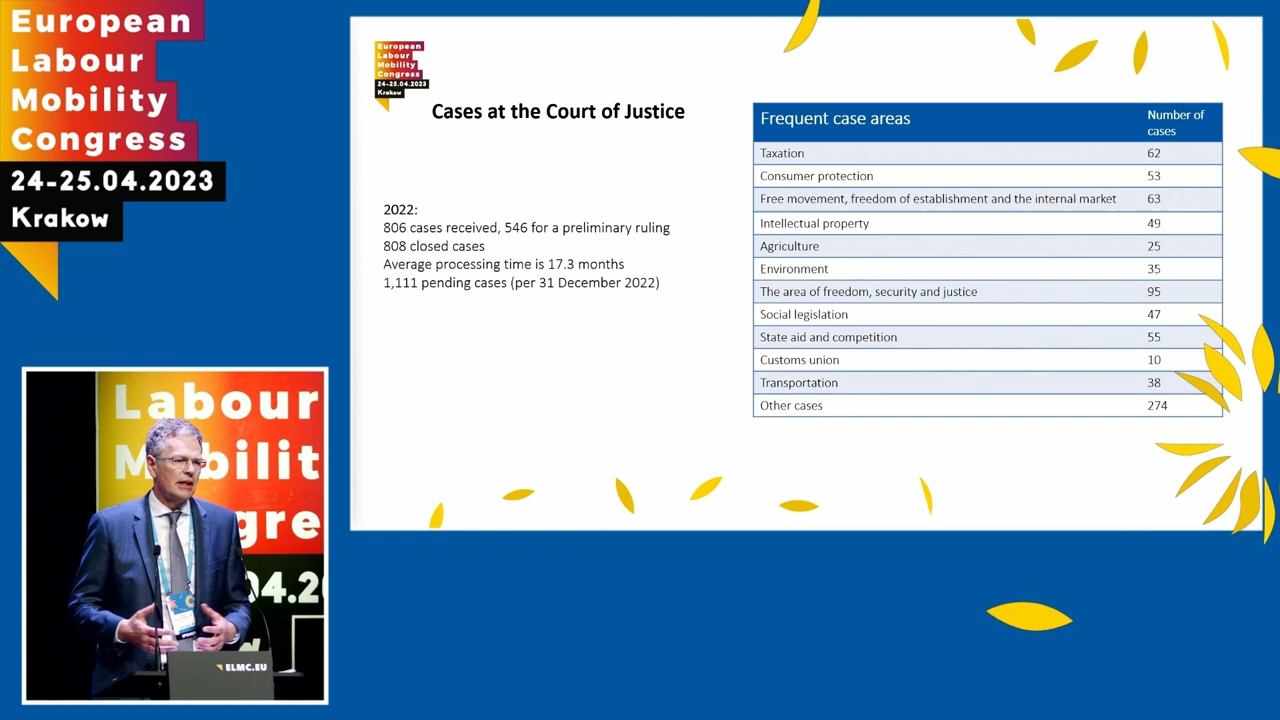 European
Labour
Mobility
Congress
24-25.04.2023
Krakow
European
Labour
Mobility
Congress
24-25.04.2023
Krakow
Cases at the Court of Justice
2022:
806 cases received, 546 for a preliminary ruling
808 closed cases
Average processing time is 17.3 months
1,111 pending cases (per 31 December 2022)
Frequent case areas Number of
cases
Taxation 62
Consumer protection 53
Free movement, freedom of establishment and the internal market 63
Intellectual property 49
Agriculture 25
Environment 35
The area of freedom, security and justice 95
Social legislation 47
State aid and competition 55
Customs union 10
Transportation 38
Other cases 274
Labour
M bilit
gre
04.20
w
ELMC.EU